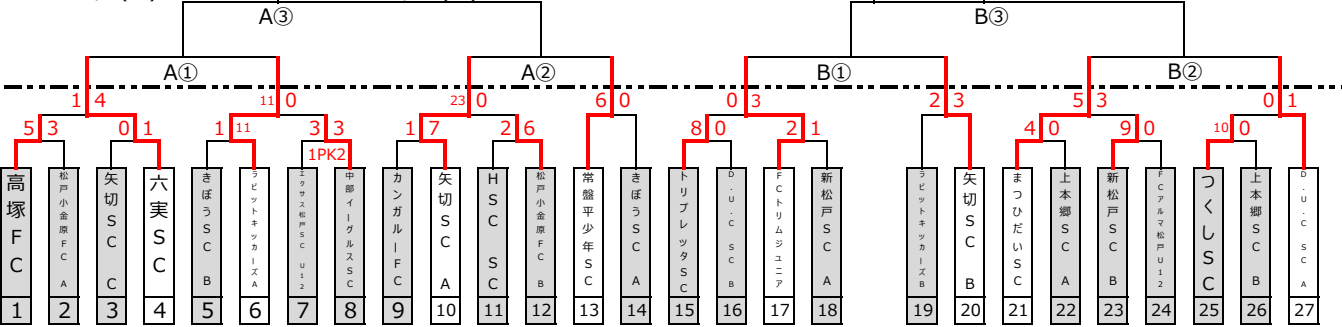 A③ B③
A① A② B① B②
1 4 11 0 23 0 6 0 0 3 2 3 5 3 0 1
5 3 0 1 1 11 3 3 1 7 2 6 8 0 2 1 4 0 9 0 10 0
1PK2
高塚FC
松戸小金原FC A
矢切SC C
六実SC
きぼうSC B
ラビットキッカーズA
エクサス松戸SC U12
中部イーグルスSC
カンガルーFC
矢切SC A
HSC SC
松戸小金原FC B
常盤平少年SC
きぼうSC A
トリプレッタSC
D.U.C SC B
FCトリムジュニア
新松戸SC A
ラビットキッカーズB
矢切SC B
まつひだいSC
上本郷SC A
新松戸SC B
FCアルマ松戸U12
つくしSC
上本郷SC B
D.U.C SC A
1 2 3 4 5 6 7 8 9 10 11 12 13 14 15 16 17 18 19 20 21 22 23 24 25 26 27